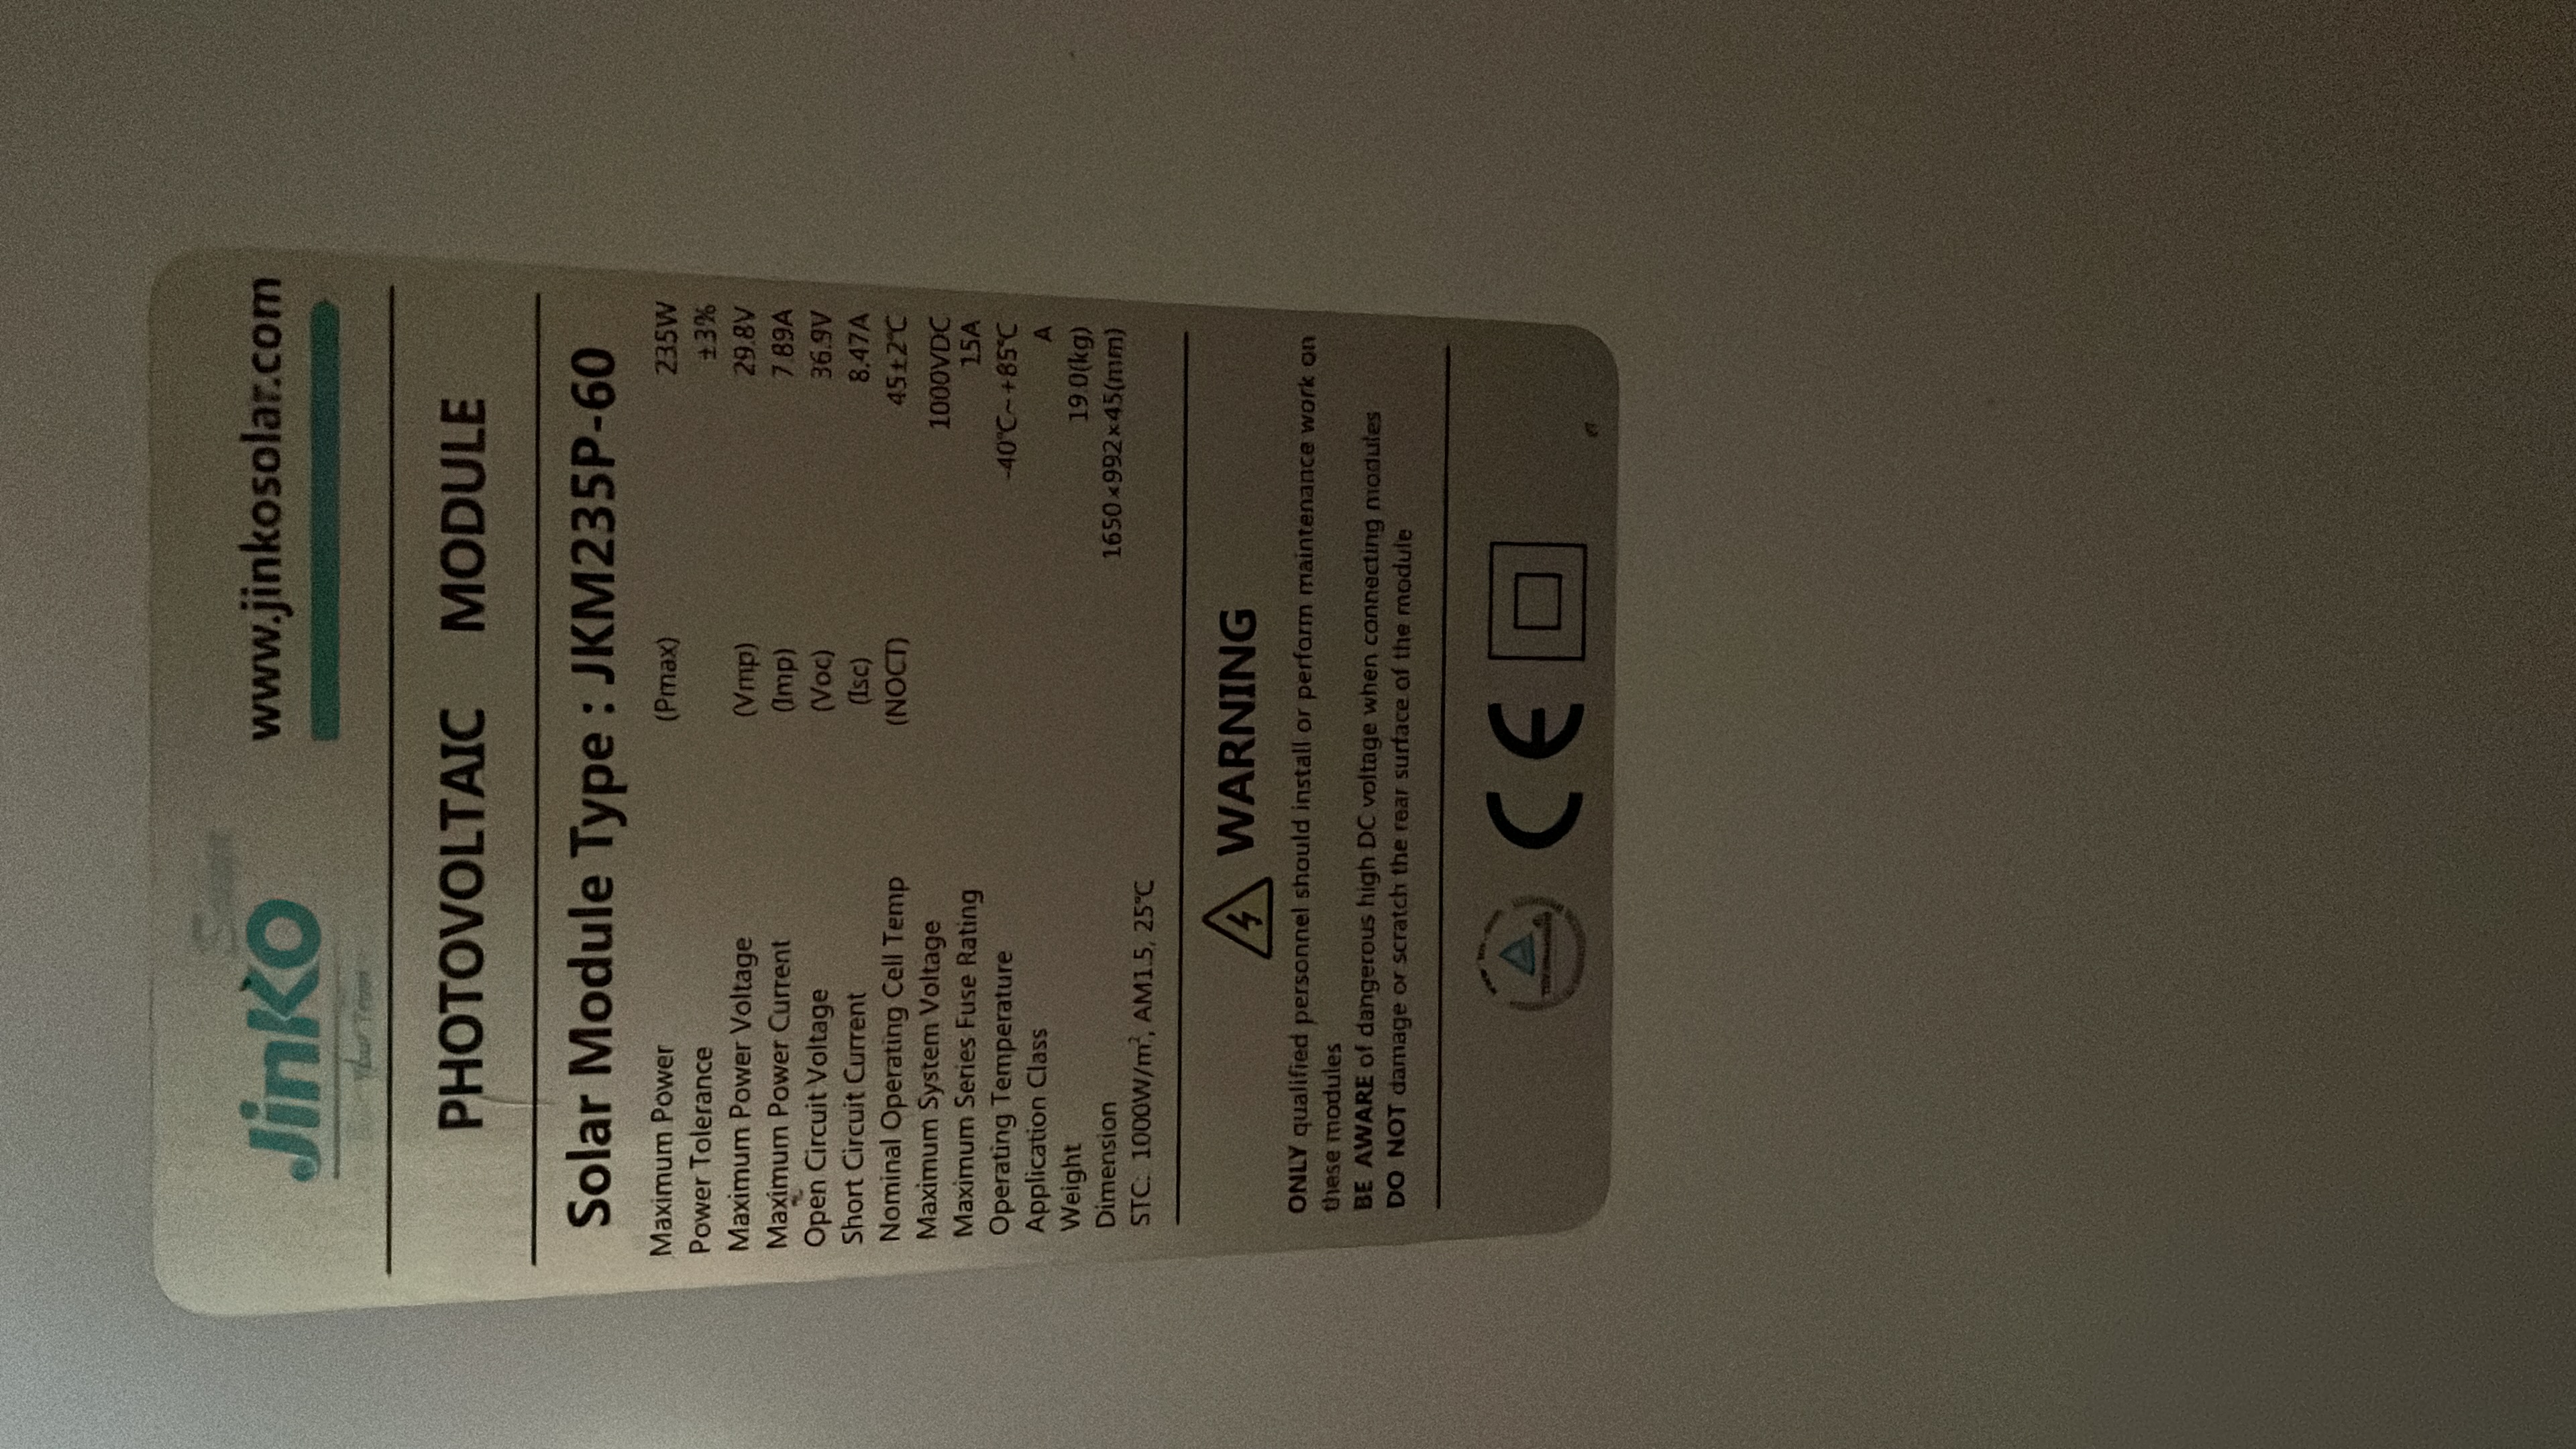 Jinko Solar www.jinkosolar.com
Your
PHOTOVOLTAIC MODULE
Solar Module Type : JKM235P-60
Maximum Power (Pmax) 235W
Power Tolerance ±3%
Maximum Power Voltage (Vmp) 29.8V
Maximum Power Current (Imp) 7.89A
Open Circuit Voltage (Voc) 36.9V
Short Circuit Current (Isc) 8.47A
Nominal Operating Cell Temp (NOCT) 45±2℃
Maximum System Voltage 1000VDC
Maximum Series Fuse Rating 15A
Operating Temperature -40℃~+85℃
Application Class A
Weight 19.0(kg)
Dimension 1650×992×45(mm)
STC: 1000W/m², AM1.5, 25℃
WARNING
ONLY qualified personnel should install or perform maintenance work on
these modules
BE AWARE of dangerous high DC voltage when connecting modules
DO NOT damage or scratch the rear surface of the module
CE